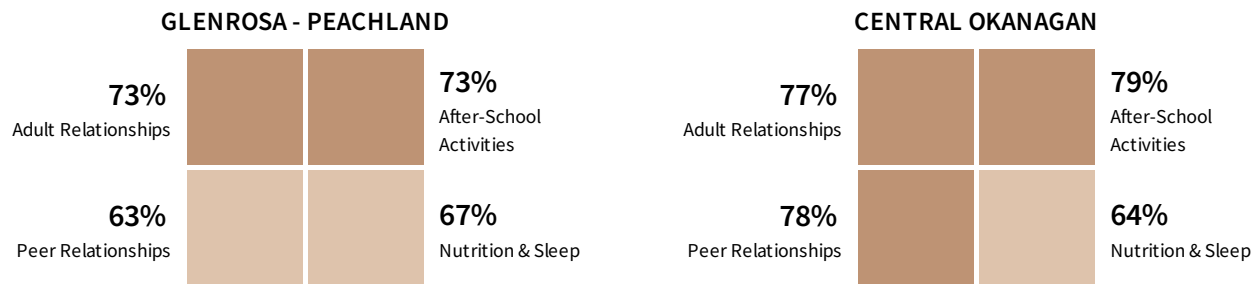 GLENROSA - PEACHLAND
73%
Adult Relationships
73%
After-School
Activities
63%
Peer Relationships
67%
Nutrition & Sleep
CENTRAL OKANAGAN
77%
Adult Relationships
79%
After-School
Activities
78%
Peer Relationships
64%
Nutrition & Sleep